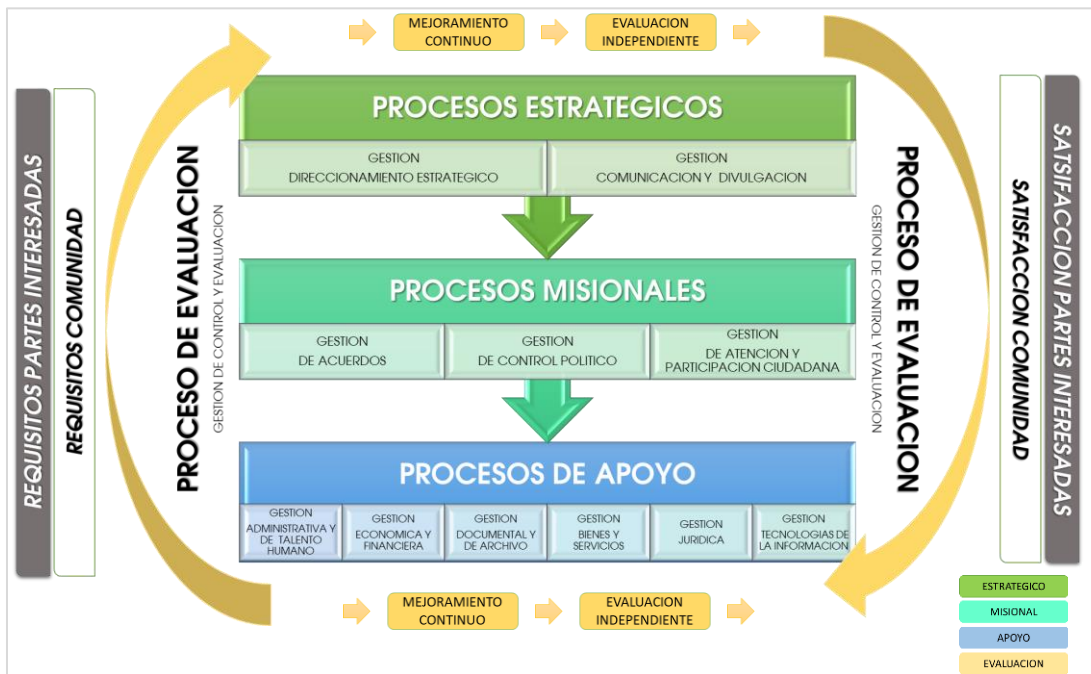 MEJORAMIENTO
CONTINUO
EVALUACION
INDEPENDIENTE
REQUISITOS PARTES INTERESADAS
REQUISITOS COMUNIDAD
PROCESO DE EVALUACION
GESTION DE CONTROL Y EVALUACION
PROCESOS ESTRATEGICOS
GESTION
DIRECCIONAMIENTO ESTRATEGICO
GESTION
COMUNICACION Y DIVULGACION
PROCESOS MISIONALES
GESTION
DE ACUERDOS
GESTION
DE CONTROL POLITICO
GESTION
DE ATENCION Y
PARTICIPACION CIUDADANA
PROCESOS DE APOYO
GESTION
ADMINISTRATIVA Y
DE TALENTO
HUMANO
GESTION
ECONOMICA Y
FINANCIERA
GESTION
DOCUMENTAL Y
Y DE ARCHIVO
GESTION
BIENES Y
SERVICIOS
GESTION
JURIDICA
GESTION
TECNOLOGIAS DE
LA INFORMACION
PROCESO DE EVALUACION
GESTION DE CONTROL Y EVALUACION
SATISFACCION COMUNIDAD
SATSIFACCION PARTES INTERESADAS
MEJORAMIENTO
CONTINUO
EVALUACION
INDEPENDIENTE
ESTRATEGICO
MISIONAL
APOYO
EVALUACION